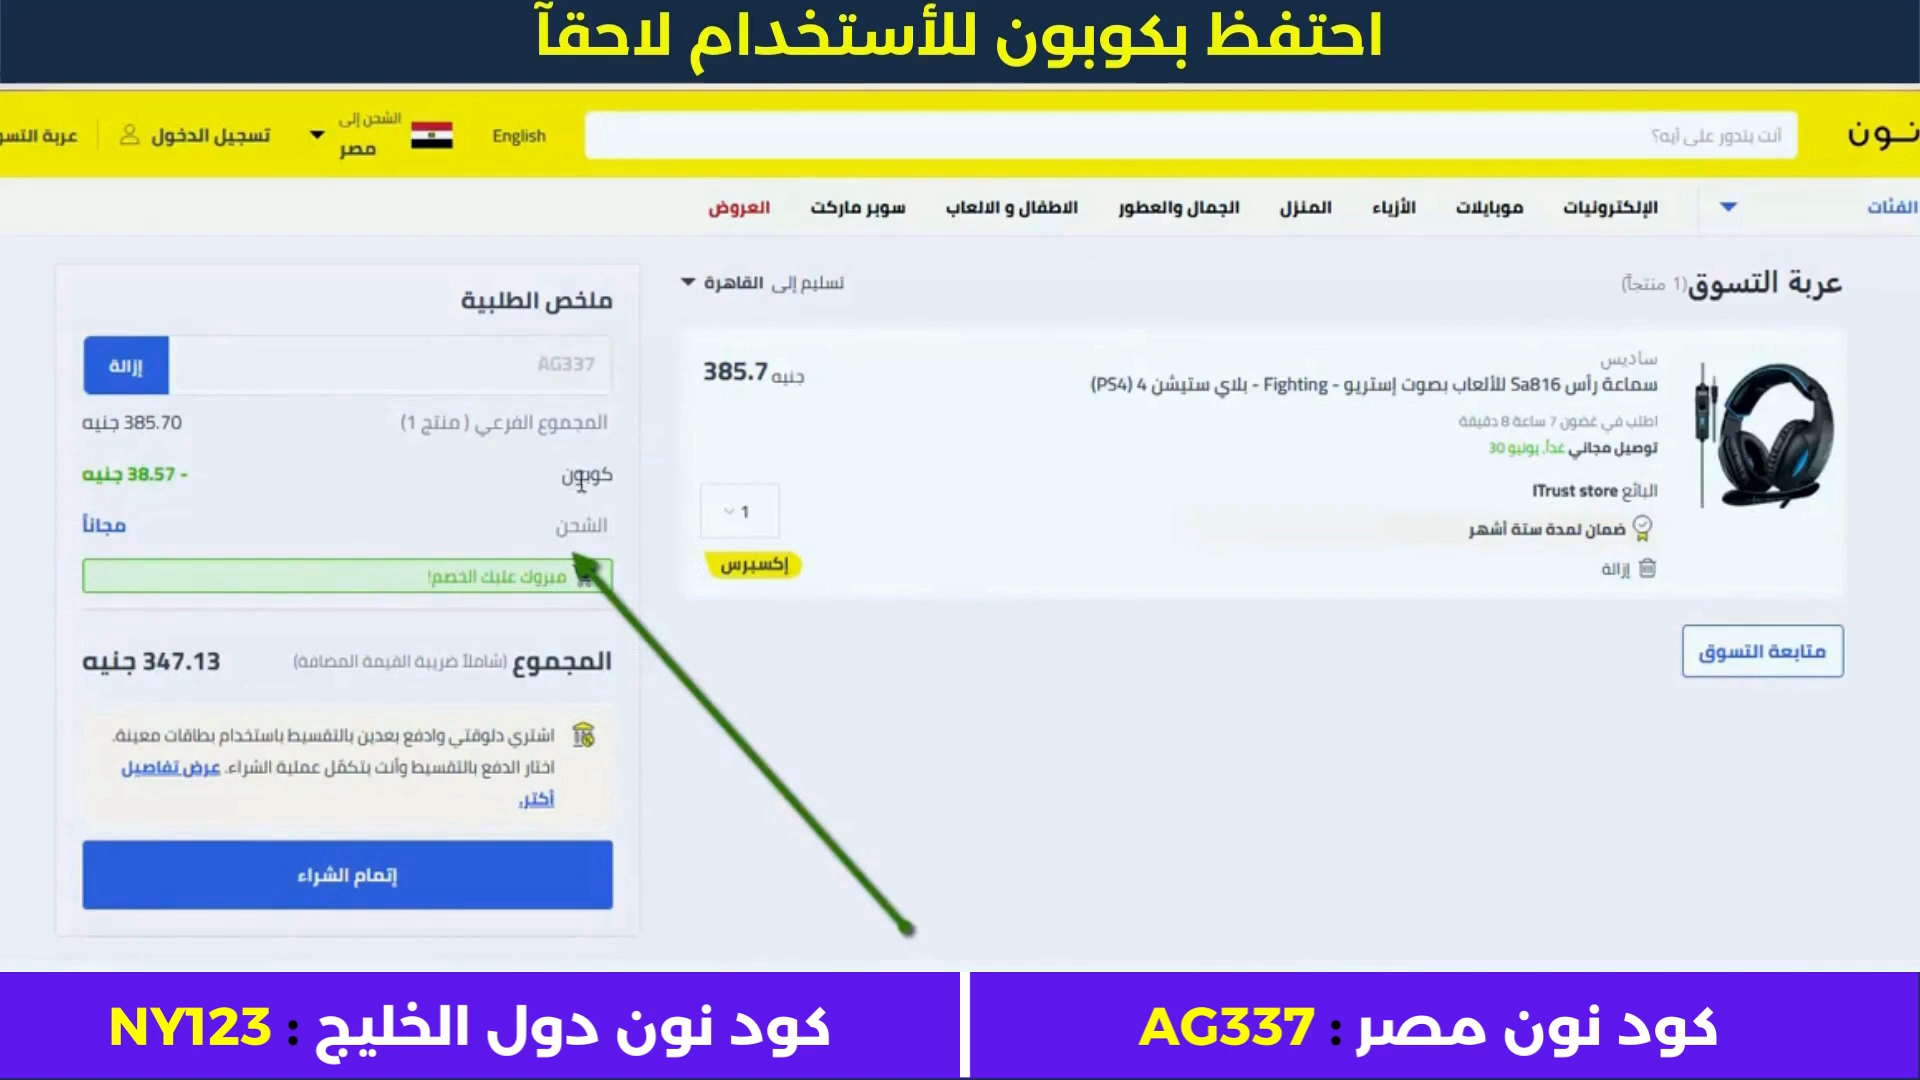 احتفظ بكوبون للأستخدام لاحقآ
نون
أنت بتدور على أيه؟
English
الشحن إلى
مصر
تسجيل الدخول
عربة التسو
الفئات
الإلكترونيات
موبايلات
الأزياء
المنزل
الجمال والعطور
الاطفال و الالعاب
سوبر ماركت
العروض
عربة التسوق (1 منتجاً)
تسليم إلى القاهرة
ساديس
سماعة رأس Sa816 للألعاب بصوت إستريو - Fighting - بلاي ستيشن 4 (PS4)
جنيه 385.7
اطلب في غضون 7 ساعة 8 دقيقة
توصيل مجاني غداً, يونيو 30
البائع ITrust store
ضمان لمدة ستة أشهر
إزالة
1
إكسبرس
متابعة التسوق
ملخص الطلبية
AG337
إزالة
المجموع الفرعي ( منتج 1) 385.70 جنيه
كوبون - 38.57 جنيه
الشحن مجاناً
مبروك عليك الخصم!
المجموع (شاملاً ضريبة القيمة المضافة) 347.13 جنيه
اشتري دلوقتي وادفع بعدين بالتقسيط باستخدام بطاقات معينة.
اختار الدفع بالتقسيط وأنت بتكمّل عملية الشراء. عرض تفاصيل
أكتر.
إتمام الشراء
كود نون مصر : AG337
كود نون دول الخليج : NY123